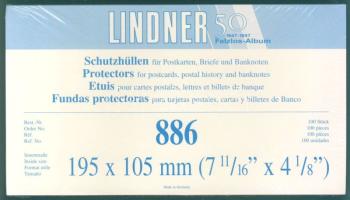 LINDNER 50
1947-1997
Falzlos-Album
Schutzhüllen für Postkarten, Briefe und Banknoten
Protectors for postcards, postal history and banknotes
Etuis pour cartes postales, lettres et billets de banque
Fundas protectoras para tarjetas postales, cartas y billetes de Banco
Best.-Nr.
Order No.
Réf.
Ref. No.
886
100 Stück
100 pieces
100 pièces
100 unidades
Innenmaße
Inside size
Format utile
Tamaño
195 x 105 mm (7 11/16” x 4 1/8”)
Made in Germany